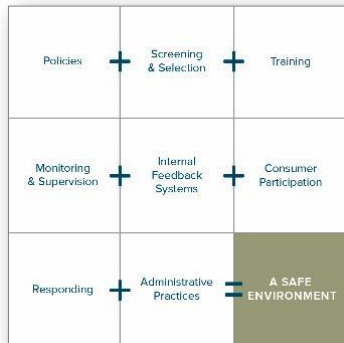 Policies + Screening + Training
& Selection
Monitoring
& Supervision + Internal
Feedback
Systems + Consumer
Participation
Responding + Administrative
Practices = A SAFE
ENVIRONMENT